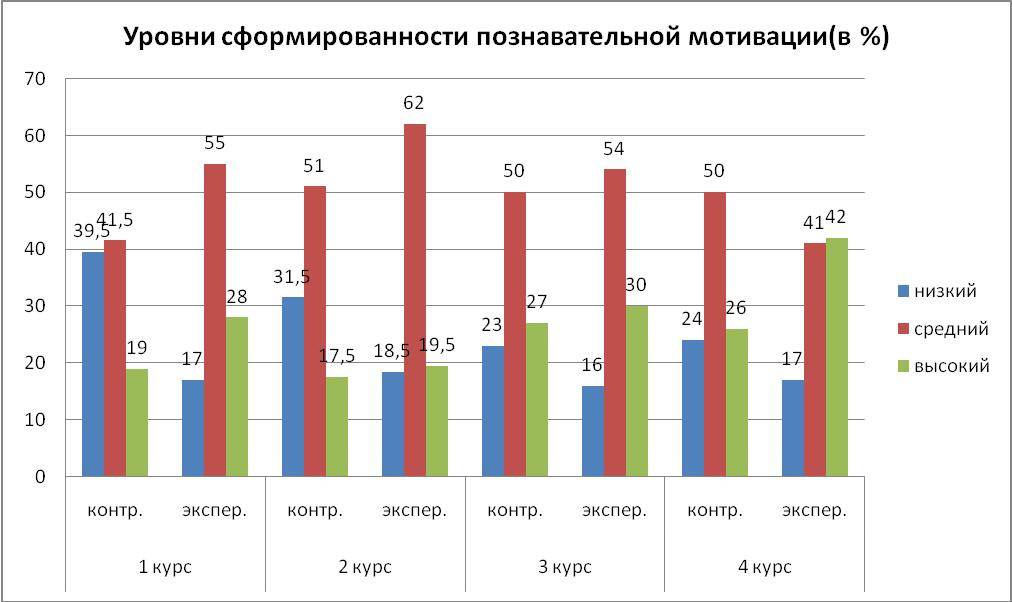 Уровни сформированности познавательной мотивации(в %)
70
60
50
40
30
20
10
0
39,5 41,5 19 17 55 28 31,5 51 17,5 18,5 62 19,5 23 50 27 16 54 30 24 50 26 17 41 42
контр. экспер. контр. экспер. контр. экспер. контр. экспер.
1 курс 2 курс 3 курс 4 курс
низкий
средний
высокий